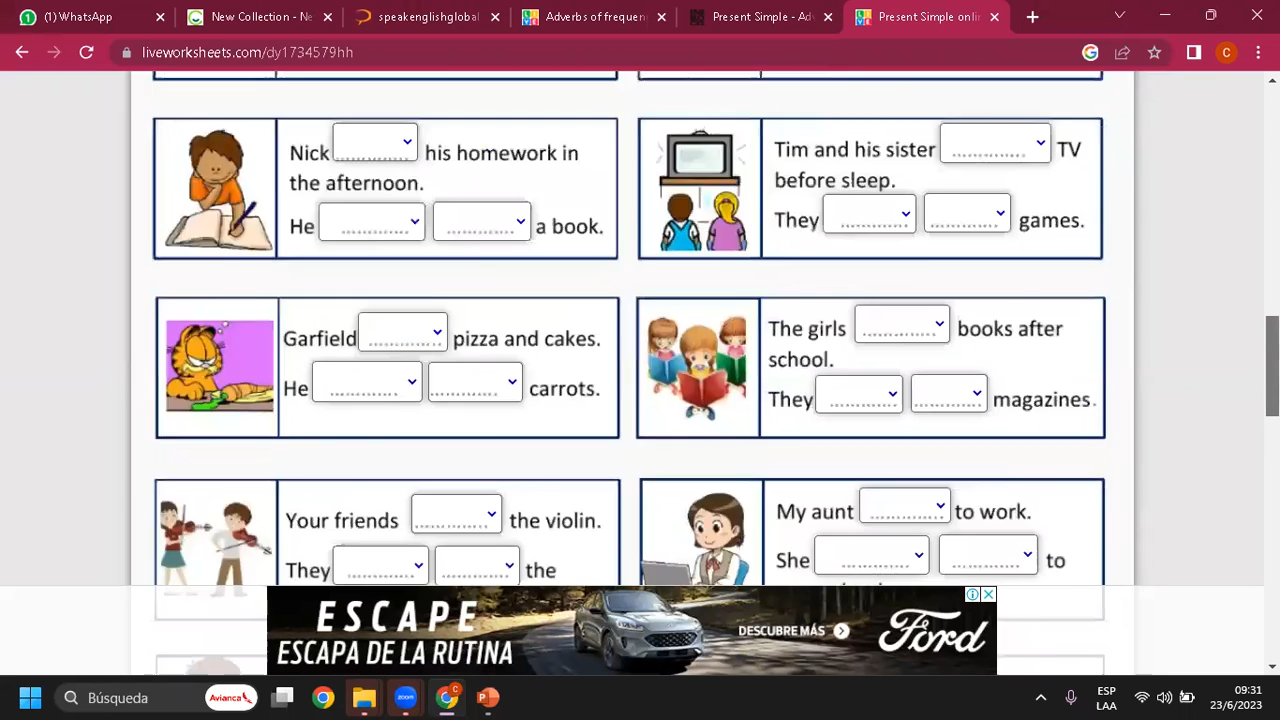 WhatsApp
New Collection - Ne
speakenglishglobal
Adverbs of frequen
Present Simple - Ad
Present Simple onli
liveworksheets.com/dy1734579hh
Nick ............. his homework in
the afternoon.
He ............. ............. a book.
Tim and his sister ............. TV
before sleep.
They ............. ............. games.
Garfield ............. pizza and cakes.
He ............. ............. carrots.
The girls ............. books after
school.
They ............. ............. magazines.
Your friends ............. the violin.
They ............. ............. the
My aunt ............. to work.
She ............. ............. to
ESCAPE
ESCAPA DE LA RUTINA
DESCUBRE MÁS
Ford
Búsqueda
Avianca
zoom
ESP
LAA
09:31
23/6/2023